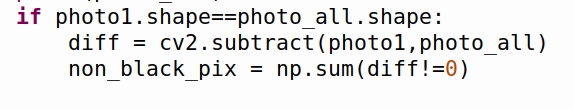 if photo1.shape==photo_all.shape:
    diff = cv2.subtract(photo1,photo_all)
    non_black_pix = np.sum(diff!=0)